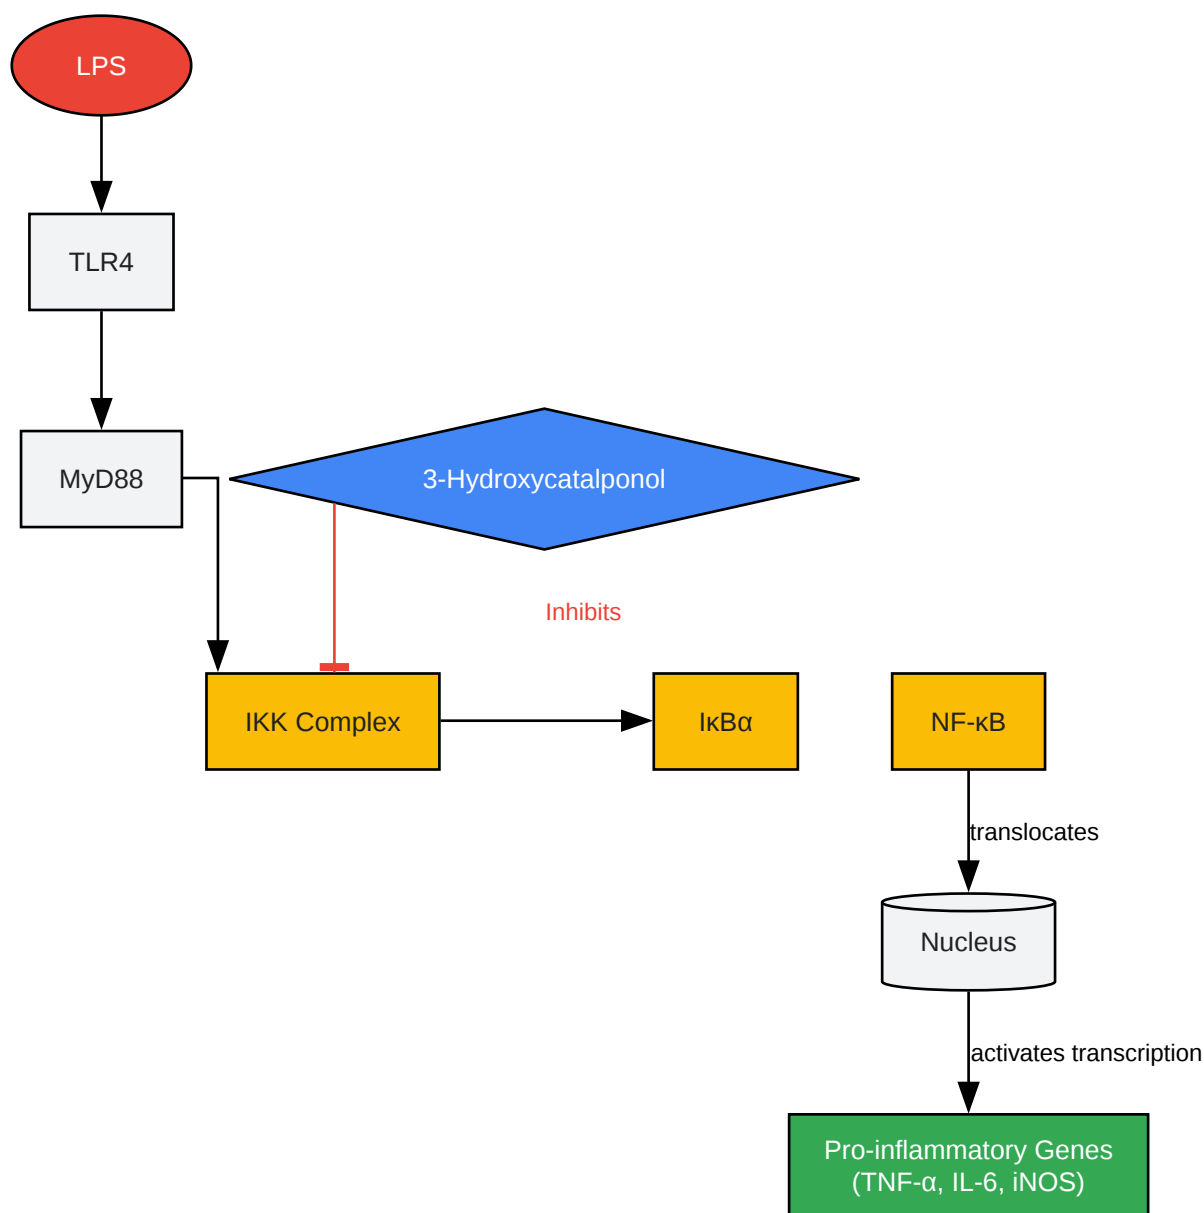 LPS
TLR4
MyD88
3-Hydroxycatalponol
Inhibits
IKK Complex
IκBα
NF-κB
translocates
Nucleus
activates transcription
Pro-inflammatory Genes
(TNF-α, IL-6, iNOS)